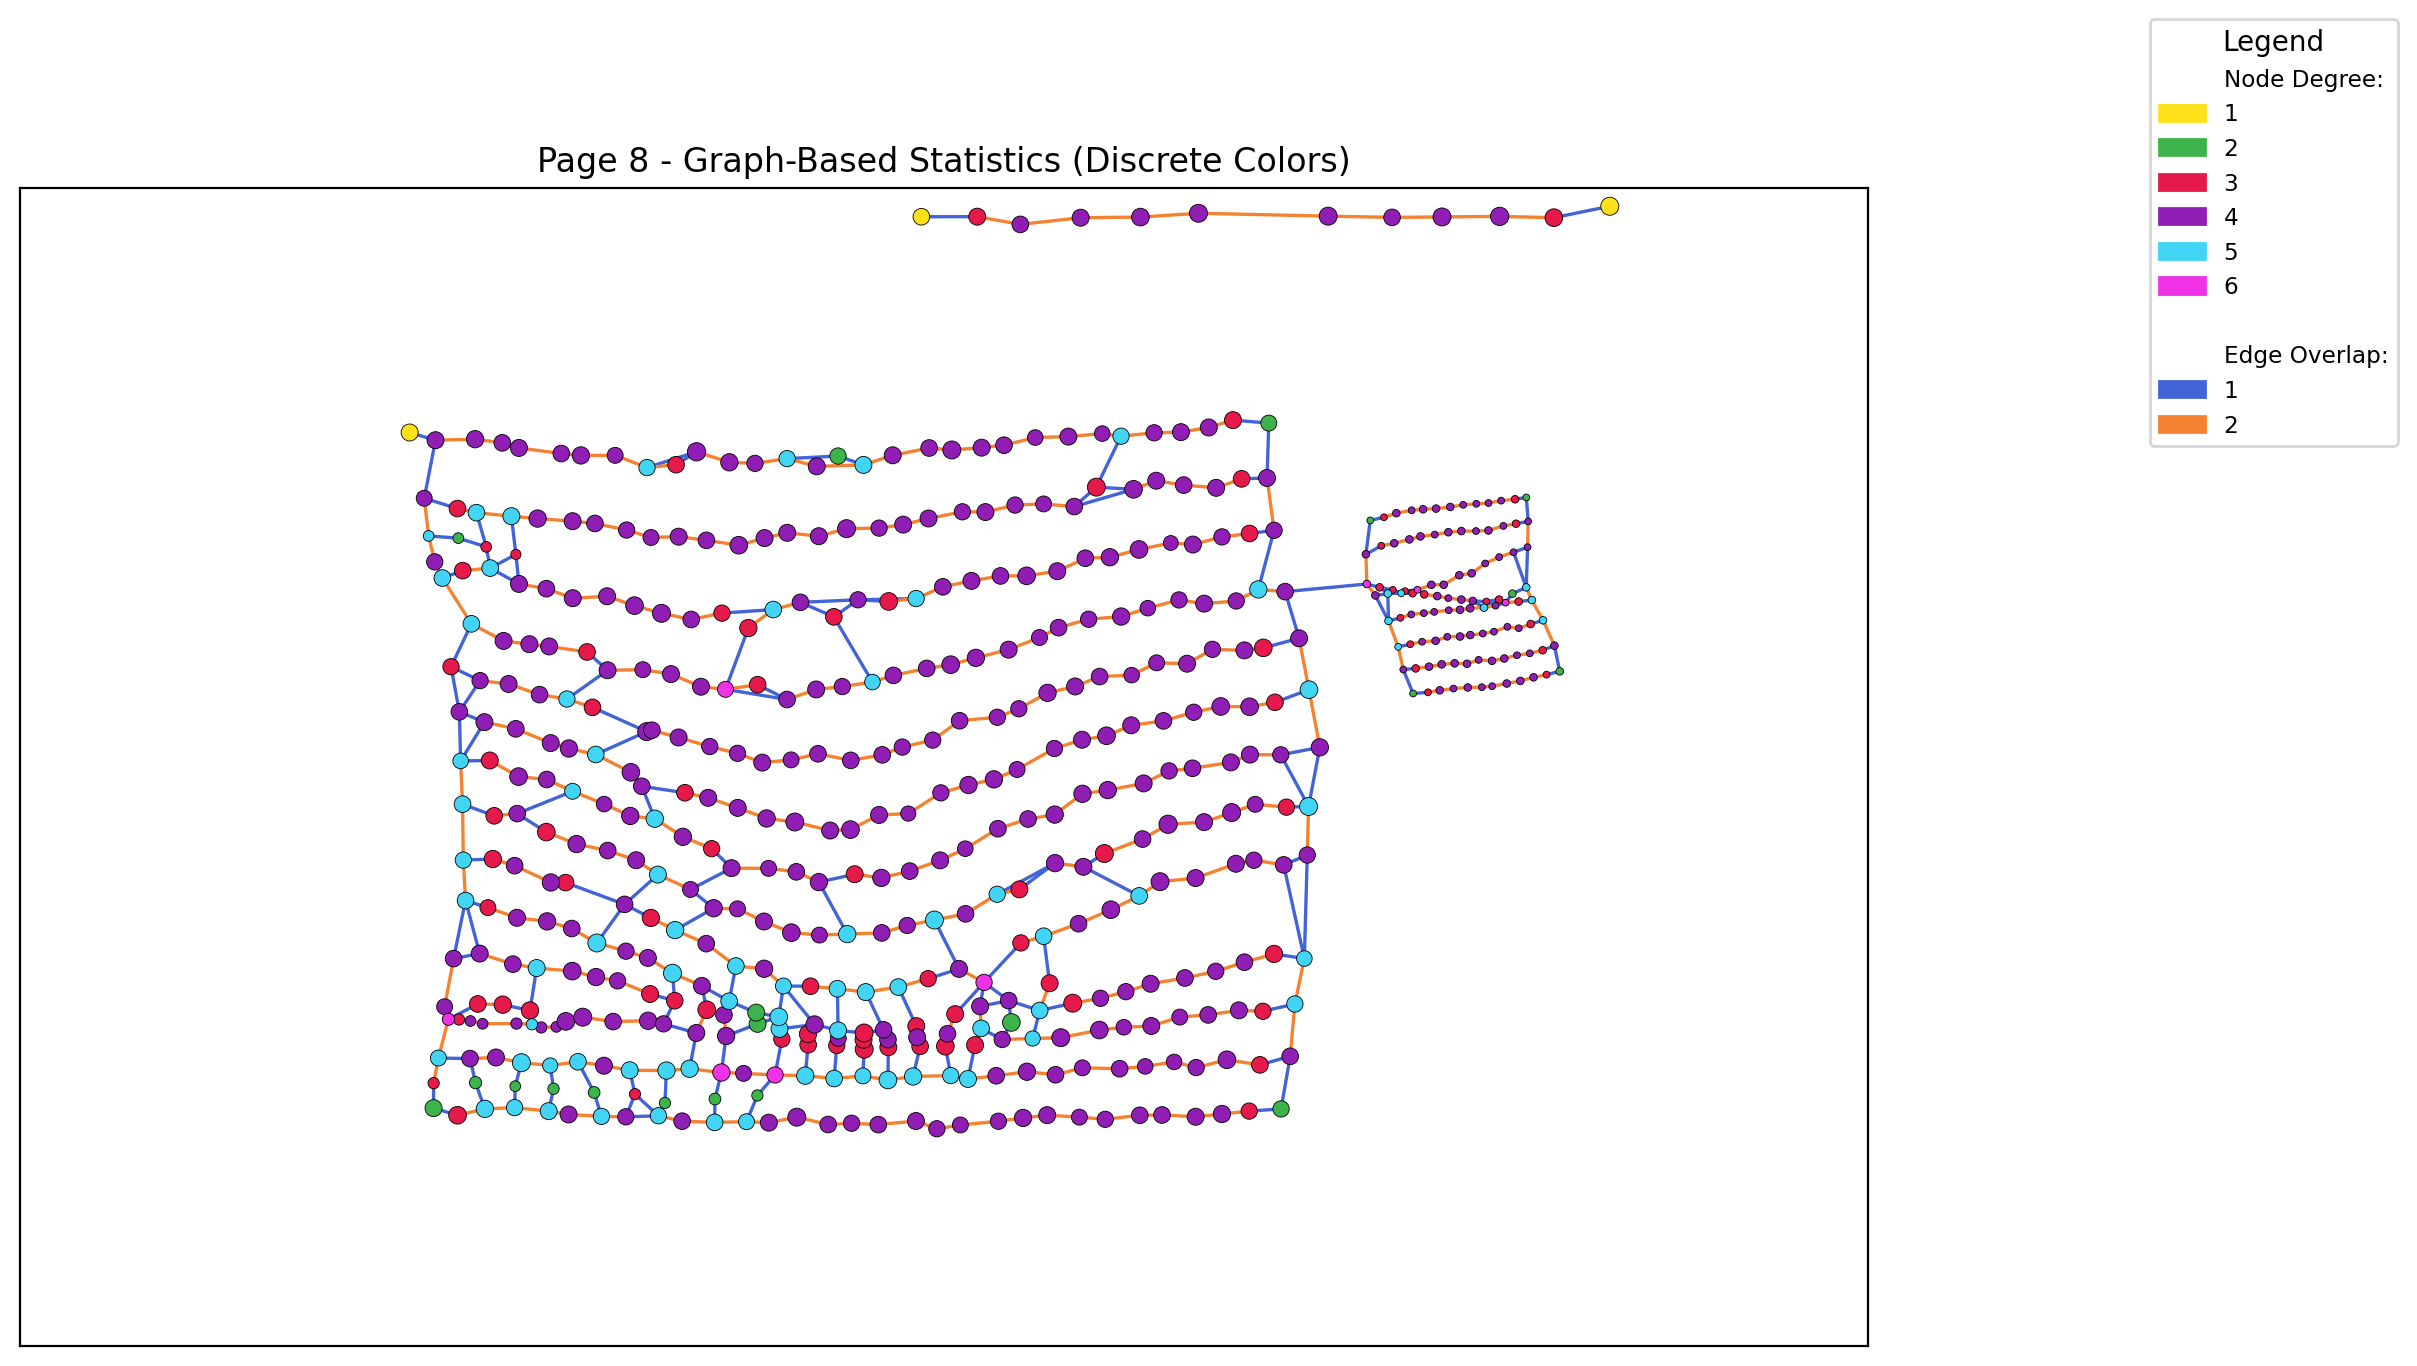 Page 8 - Graph-Based Statistics (Discrete Colors)
Legend
Node Degree:
1
2
3
4
5
6
Edge Overlap:
1
2